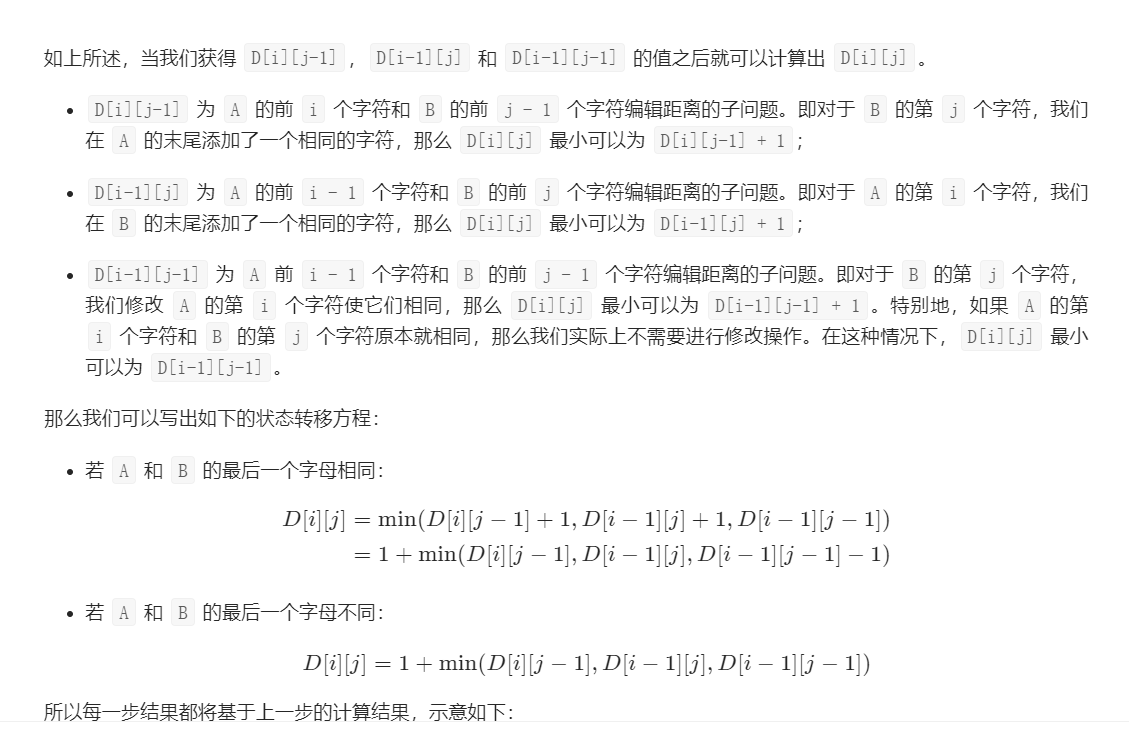 如上所述，当我们获得 D[i][j-1]，D[i-1][j] 和 D[i-1][j-1] 的值之后就可以计算出 D[i][j]。
• D[i][j-1] 为 A 的前 i 个字符和 B 的前 j - 1 个字符编辑距离的子问题。即对于 B 的第 j 个字符，我们
在 A 的末尾添加了一个相同的字符，那么 D[i][j] 最小可以为 D[i][j-1] + 1；
• D[i-1][j] 为 A 的前 i - 1 个字符和 B 的前 j 个字符编辑距离的子问题。即对于 A 的第 i 个字符，我们
在 B 的末尾添加了一个相同的字符，那么 D[i][j] 最小可以为 D[i-1][j] + 1；
• D[i-1][j-1] 为 A 前 i - 1 个字符和 B 的前 j - 1 个字符编辑距离的子问题。即对于 B 的第 j 个字符，
我们修改 A 的第 i 个字符使它们相同，那么 D[i][j] 最小可以为 D[i-1][j-1] + 1。特别地，如果 A 的第
i 个字符和 B 的第 j 个字符原本就相同，那么我们实际上不需要进行修改操作。在这种情况下，D[i][j] 最小
可以为 D[i-1][j-1]。
那么我们可以写出如下的状态转移方程：
• 若 A 和 B 的最后一个字母相同：
D[i][j] = min(D[i][j − 1] + 1, D[i − 1][j] + 1, D[i − 1][j − 1])
= 1 + min(D[i][j − 1], D[i − 1][j], D[i − 1][j − 1] − 1)
• 若 A 和 B 的最后一个字母不同：
D[i][j] = 1 + min(D[i][j − 1], D[i − 1][j], D[i − 1][j − 1])
所以每一步结果都将基于上一步的计算结果，示意如下：